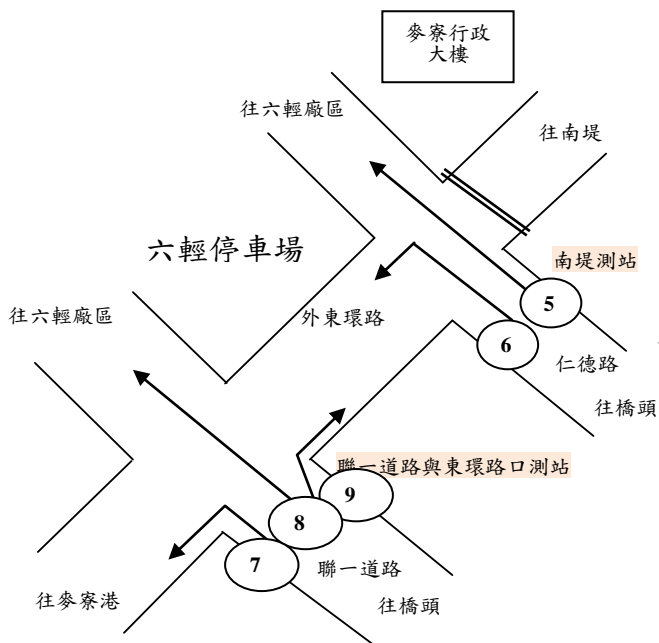 麥寮行政
大樓
往六輕廠區
往南堤
六輕停車場
南堤測站
5
往六輕廠區
外東環路
6
仁德路
往橋頭
聯一道路與東環路口測站
9
8
7
聯一道路
往麥寮港
往橋頭